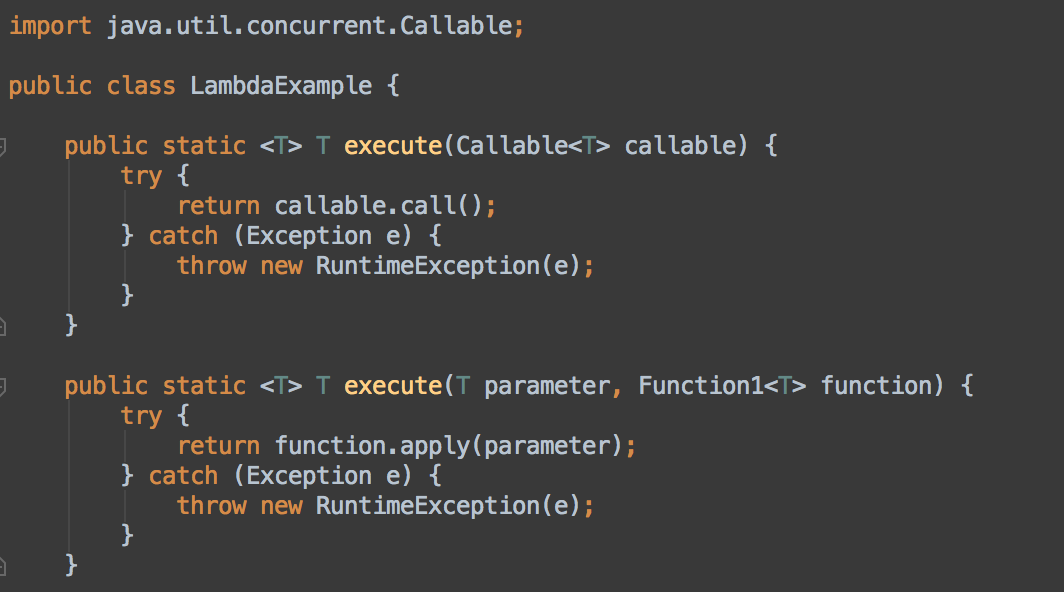 import java.util.concurrent.Callable;
public class LambdaExample {
public static <T> T execute(Callable<T> callable) {
try {
return callable.call();
} catch (Exception e) {
throw new RuntimeException(e);
}
}
public static <T> T execute(T parameter, Function1<T> function) {
try {
return function.apply(parameter);
} catch (Exception e) {
throw new RuntimeException(e);
}
}